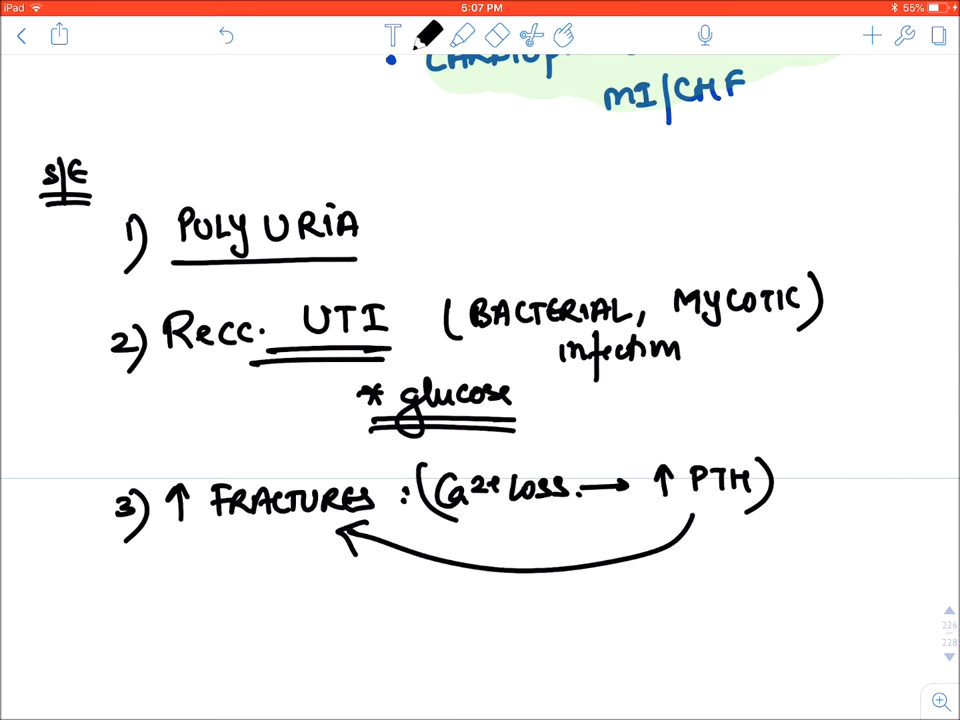 iPad 5:07 PM 55%
MI/CHF
S/E
1) POLYURIA
2) Recc. UTI (BACTERIAL, MYCOTIC)
infection
* glucose
3) ↑ FRACTURES : (Ca2+ LOSS. → ↑ PTH)
226
228